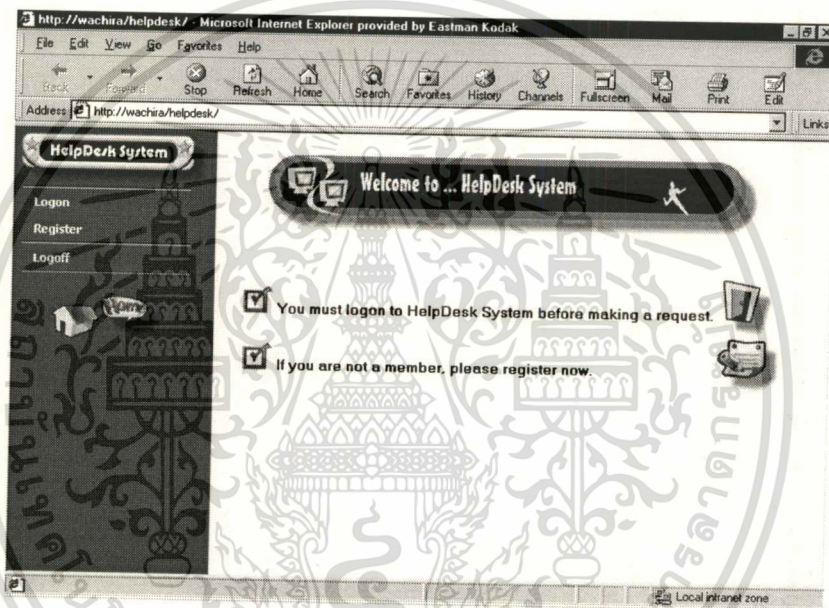 http://wachira/helpdesk/ - Microsoft Internet Explorer provided by Eastman Kodak
File Edit View Go Favorites Help
Back Forward Stop Refresh Home Search Favorites History Channels Fullscreen Mail Print Edit
Address http://wachira/helpdesk/ Links
HelpDesk System
Welcome to ... HelpDesk System
Logon
Register
Logoff
Home
You must logon to HelpDesk System before making a request.
If you are not a member, please register now.
Local intranet zone